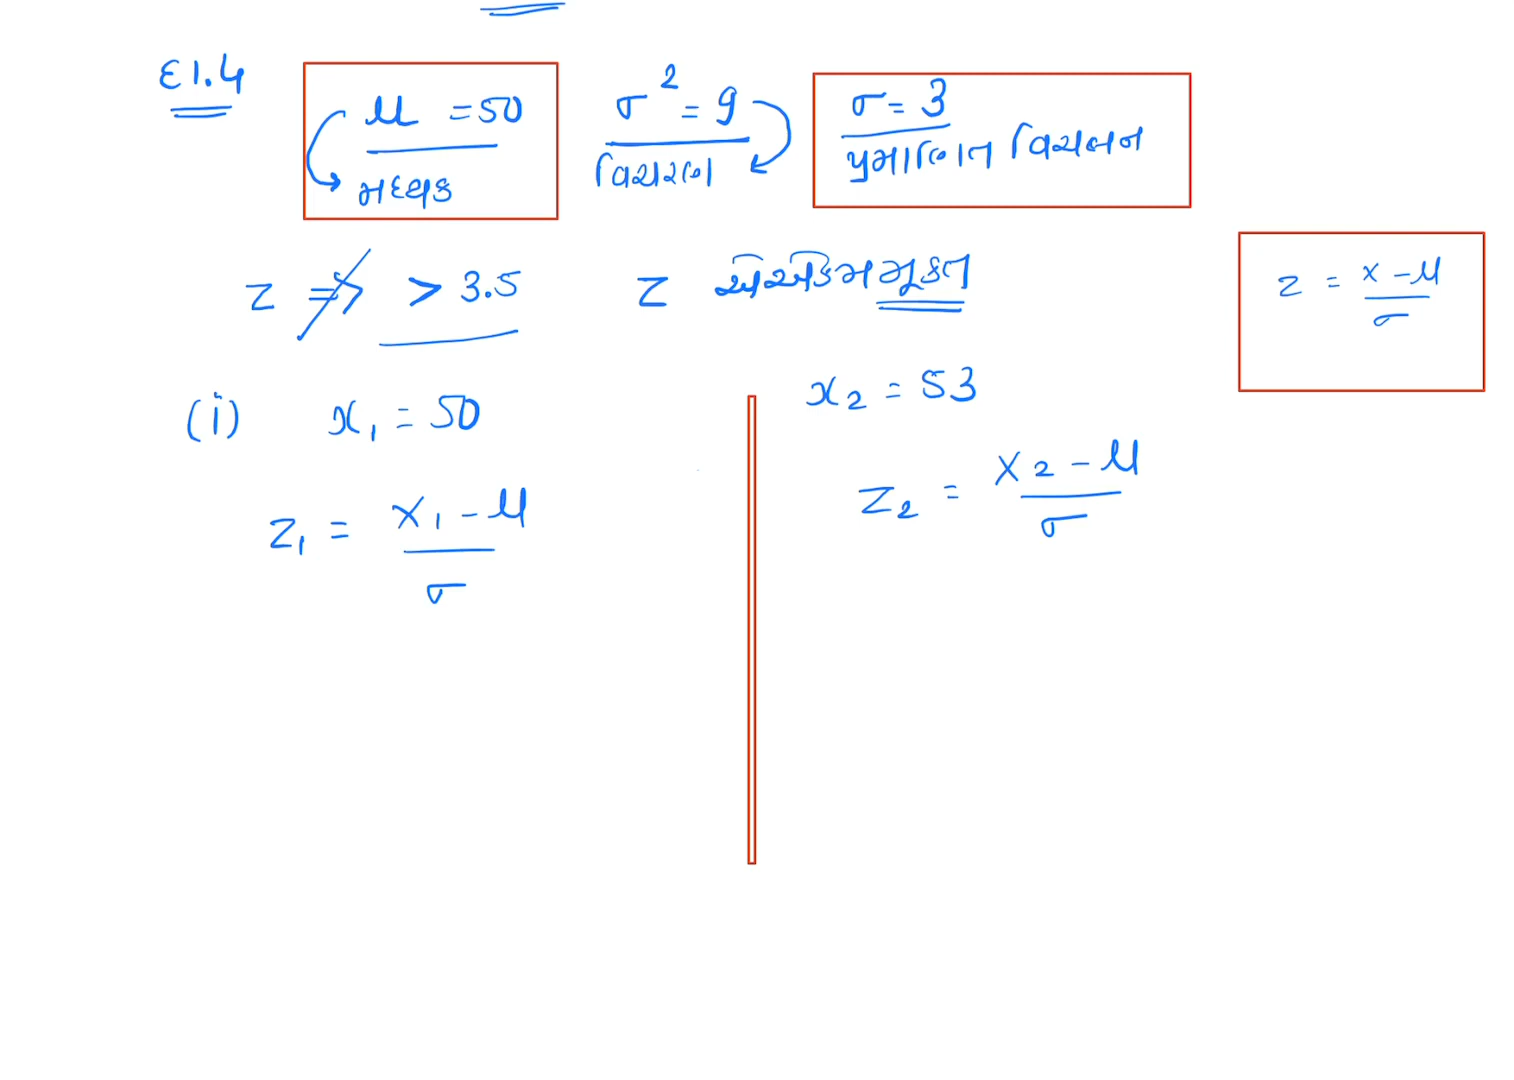 દા.4
μ = 50
મધ્યક
σ² = 9
વિચરણ
σ = 3
પ્રમાણિત વિચલન
z ⇒ > 3.5
z એ એકમમુક્ત
z = x - μ / σ
(i) x₁ = 50
z₁ = x₁ - μ / σ
x₂ = 53
z₂ = x₂ - μ / σ